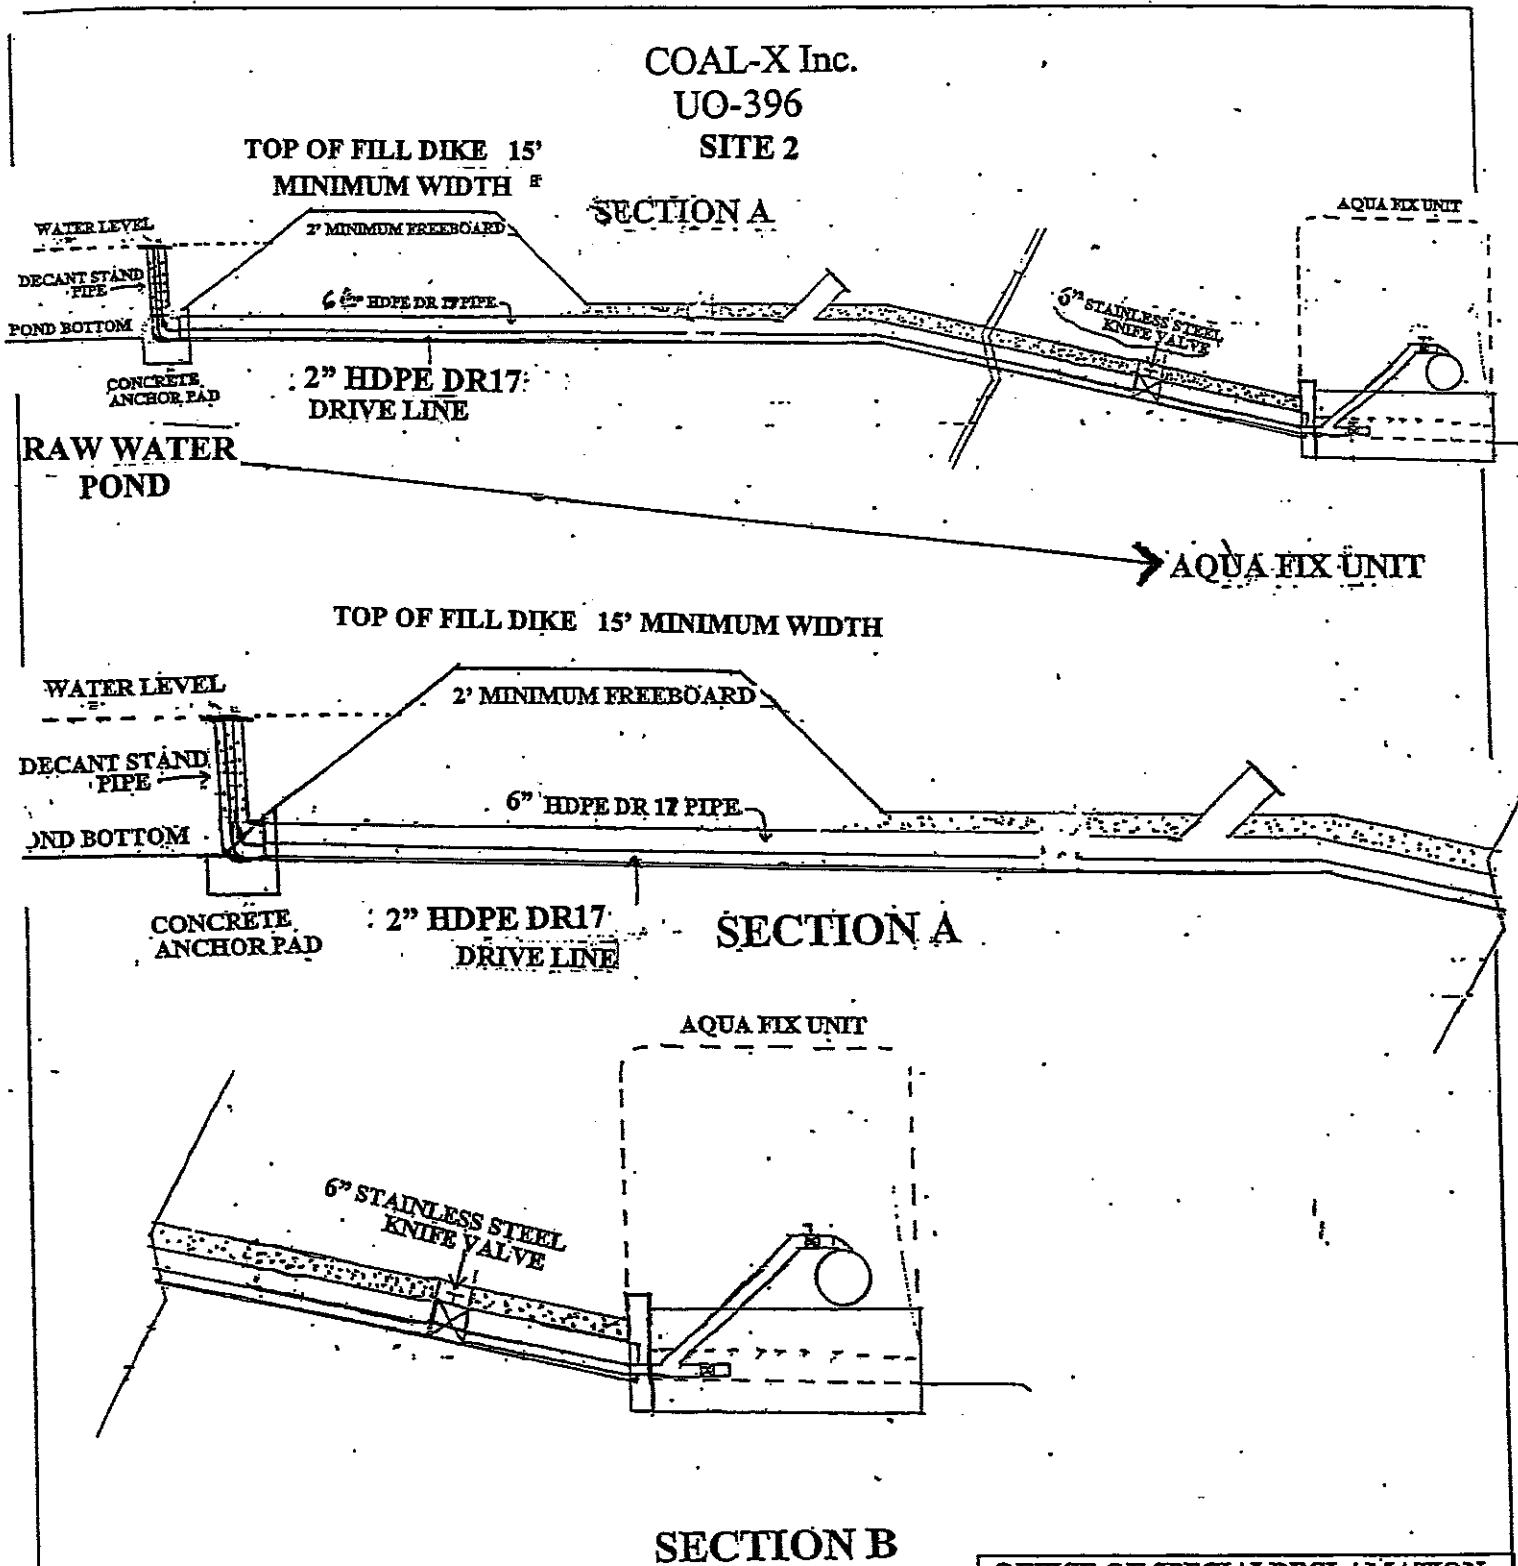 COAL-X Inc.
UO-396
SITE 2
TOP OF FILL DIKE 15'
MINIMUM WIDTH
SECTION A
AQUA FIX UNIT
WATER LEVEL
2' MINIMUM FREEBOARD
DECANT STAND
PIPE
6" HDPE DR 17 PIPE
6" STAINLESS STEEL
KNIFE VALVE
POND BOTTOM
CONCRETE
ANCHOR PAD
2" HDPE DR17
DRIVE LINE
RAW WATER
POND
AQUA FIX UNIT
TOP OF FILL DIKE 15' MINIMUM WIDTH
WATER LEVEL
2' MINIMUM FREEBOARD
DECANT STAND
PIPE
6" HDPE DR 17 PIPE
OND BOTTOM
CONCRETE
ANCHOR PAD
2" HDPE DR17
DRIVE LINE
SECTION A
AQUA FIX UNIT
6" STAINLESS STEEL
KNIFE VALVE
SECTION B
OFFICE OF SPECIAL RECLAMATION